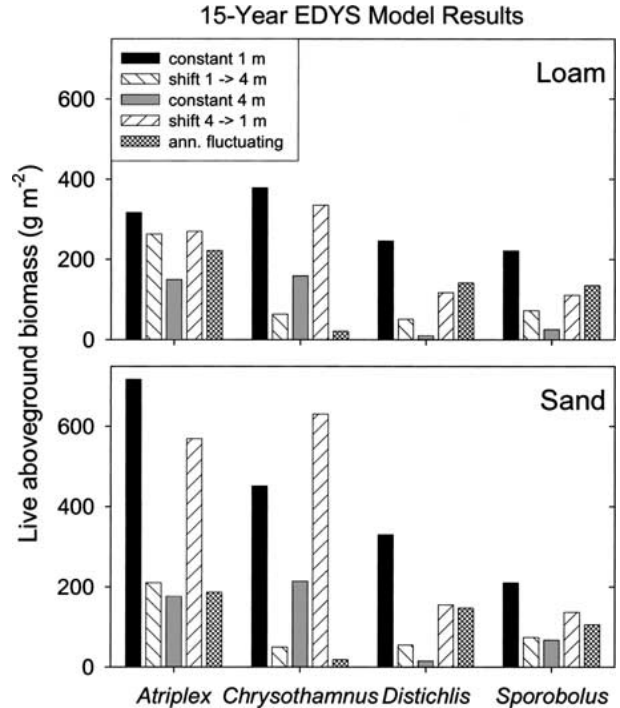 15-Year EDYS Model Results
constant 1 m
shift 1 -> 4 m
constant 4 m
shift 4 -> 1 m
ann. fluctuating
Loam
600
400
200
0
Sand
600
400
200
0
Live aboveground biomass (g m⁻²)
Atriplex Chrysothamnus Distichlis Sporobolus